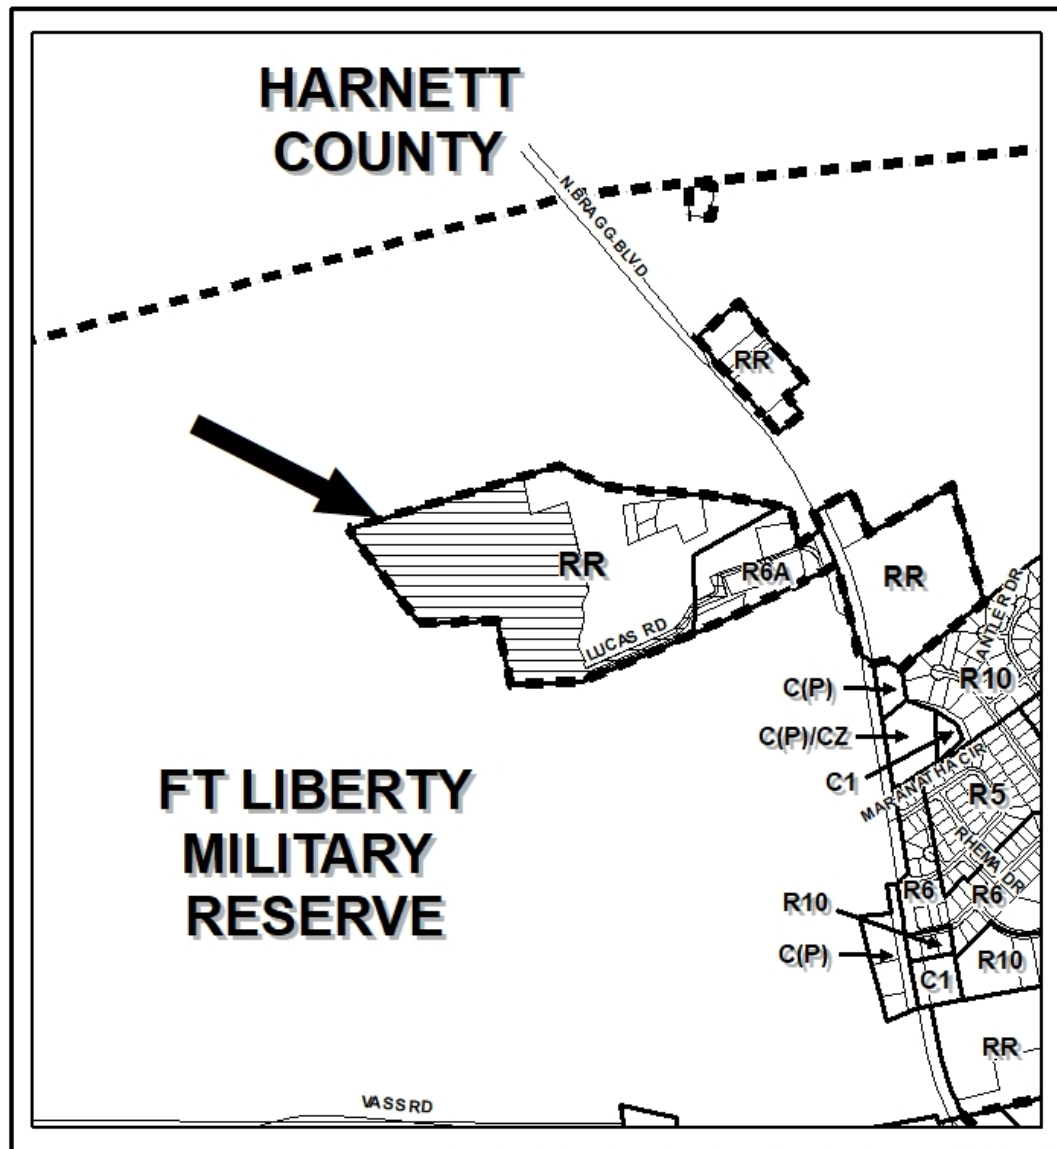 HARNETT
COUNTY
N.BRAGG BLVD
RR
RR
R6A
RR
LUCAS RD
ANTLER DR
R10
C(P)
C(P)/CZ
C1
MARANATHA CIR
R5
FT LIBERTY
MILITARY
RESERVE
RHEMA DR
R6
R6
R10
C(P)
R10
C1
RR
VASS RD